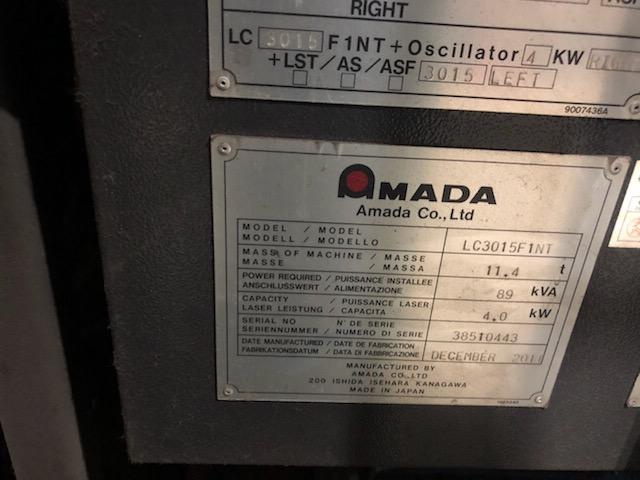 RIGHT
LC 3015 F1NT+Oscillator 4 KW
+LST/AS/ASF 3015 LEFT
9007436A
AMADA
Amada Co.,Ltd
MODEL / MODEL
MODELL / MODELLO
LC3015F1NT
MASS OF MACHINE / MASSE
MASSE / MASSA
11.4 t
POWER REQUIRED / PUISSANCE INSTALLEE
ANSCHLUSSWERT / ALIMENTAZIONE
89 kVA
CAPACITY / PUISSANCE LASER
LASER LEISTUNG / CAPACITA
4.0 kW
SERIAL NO N° DE SERIE
SERIENNUMMER / NUMERO DI SERIE
38510443
DATE MANUFACTURED / DATE DE FABRICATION
FABRIKATIONSDATUM / DATA DI FABBRICAZIONE
DECEMBER
MANUFACTURED BY
AMADA CO.,LTD
200 ISHIDA ISEHARA KANAGAWA
MADE IN JAPAN